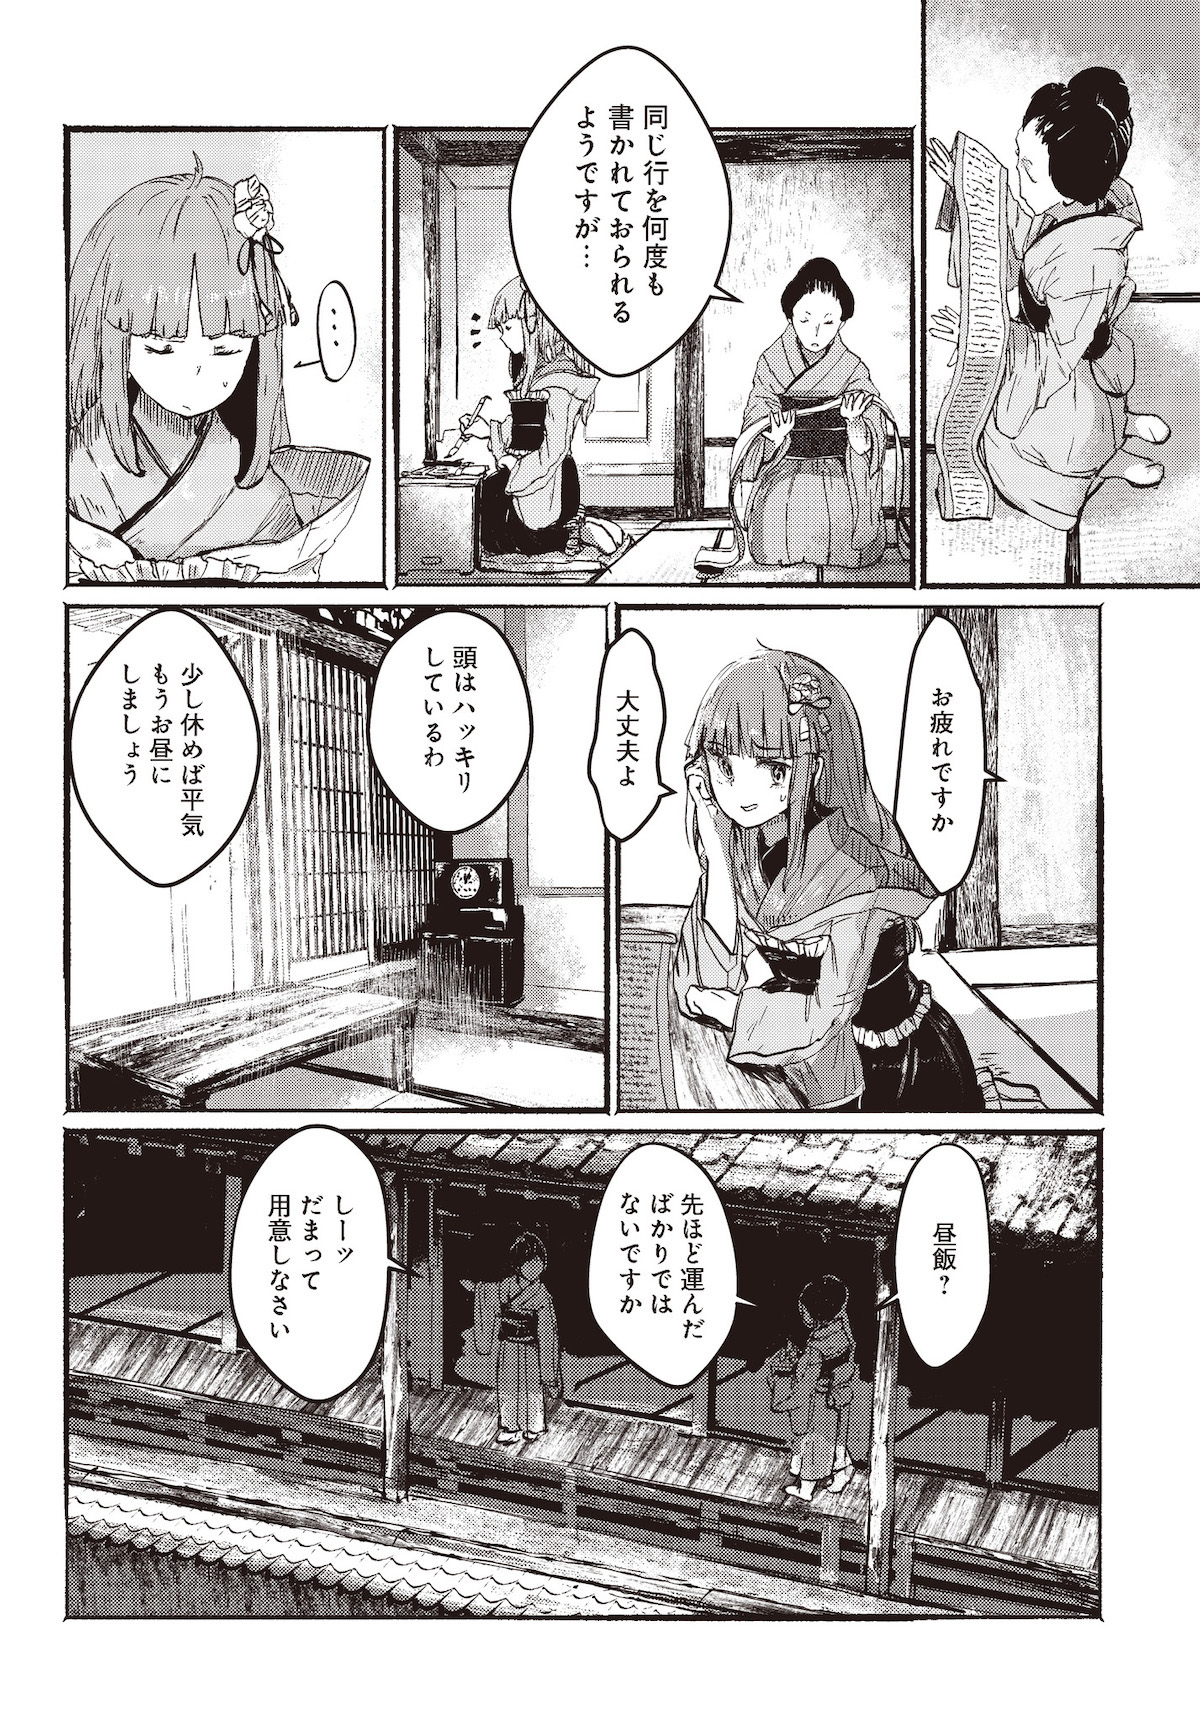 同じ行を何度も
書かれておられる
ようですが…
…
お疲れですか
大丈夫よ
頭はハッキリ
しているわ
少し休めば平気
もうお昼に
しましょう
昼飯?
先ほど運んだ
ばかりでは
ないですか
しーッ
だまって
用意しなさい